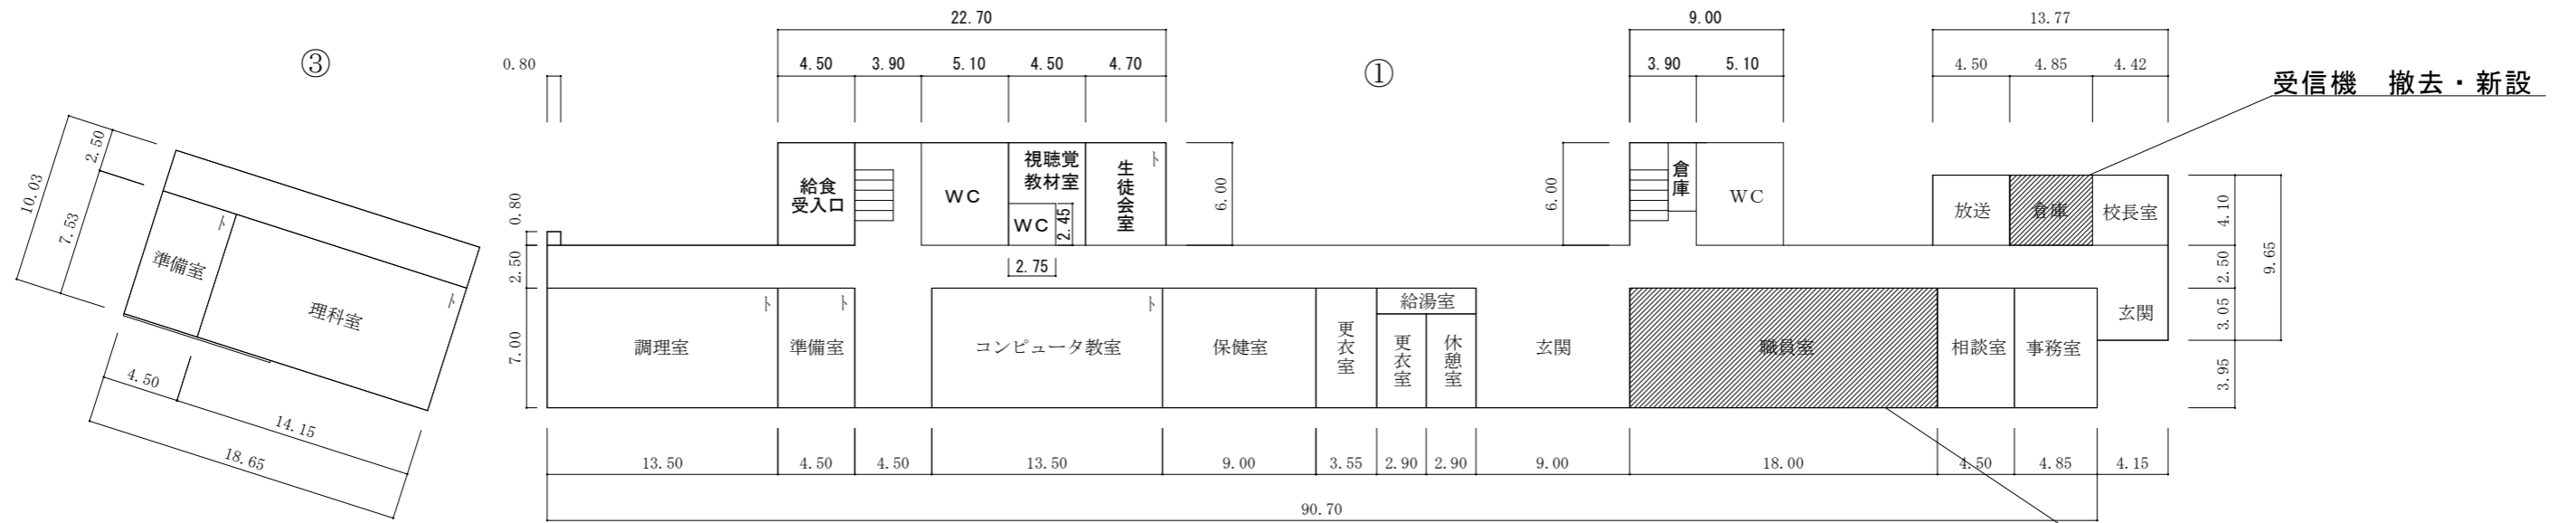 22.70
9.00
13.77
③
0.80
4.50 3.90 5.10 4.50 4.70
①
3.90 5.10
4.50 4.85 4.42
受信機 撤去・新設
10.03
2.50
7.53
準備室
理科室
4.50
14.15
18.65
0.80
2.50
7.00
給食
受入口
WC
視聴覚
教材室
WC
2.45
2.75
生徒会室
ト
6.00
6.00
倉庫
WC
放送
倉庫
校長室
4.10
2.50
3.05
3.95
9.65
ト
ト
調理室
ト
準備室
ト
コンピュータ教室
ト
保健室
更衣室
給湯室
更衣室
休憩室
玄関
職員室
相談室
事務室
玄関
13.50 4.50 4.50 13.50 9.00 3.55 2.90 2.90 9.00 18.00 4.50 4.85 4.15
90.70